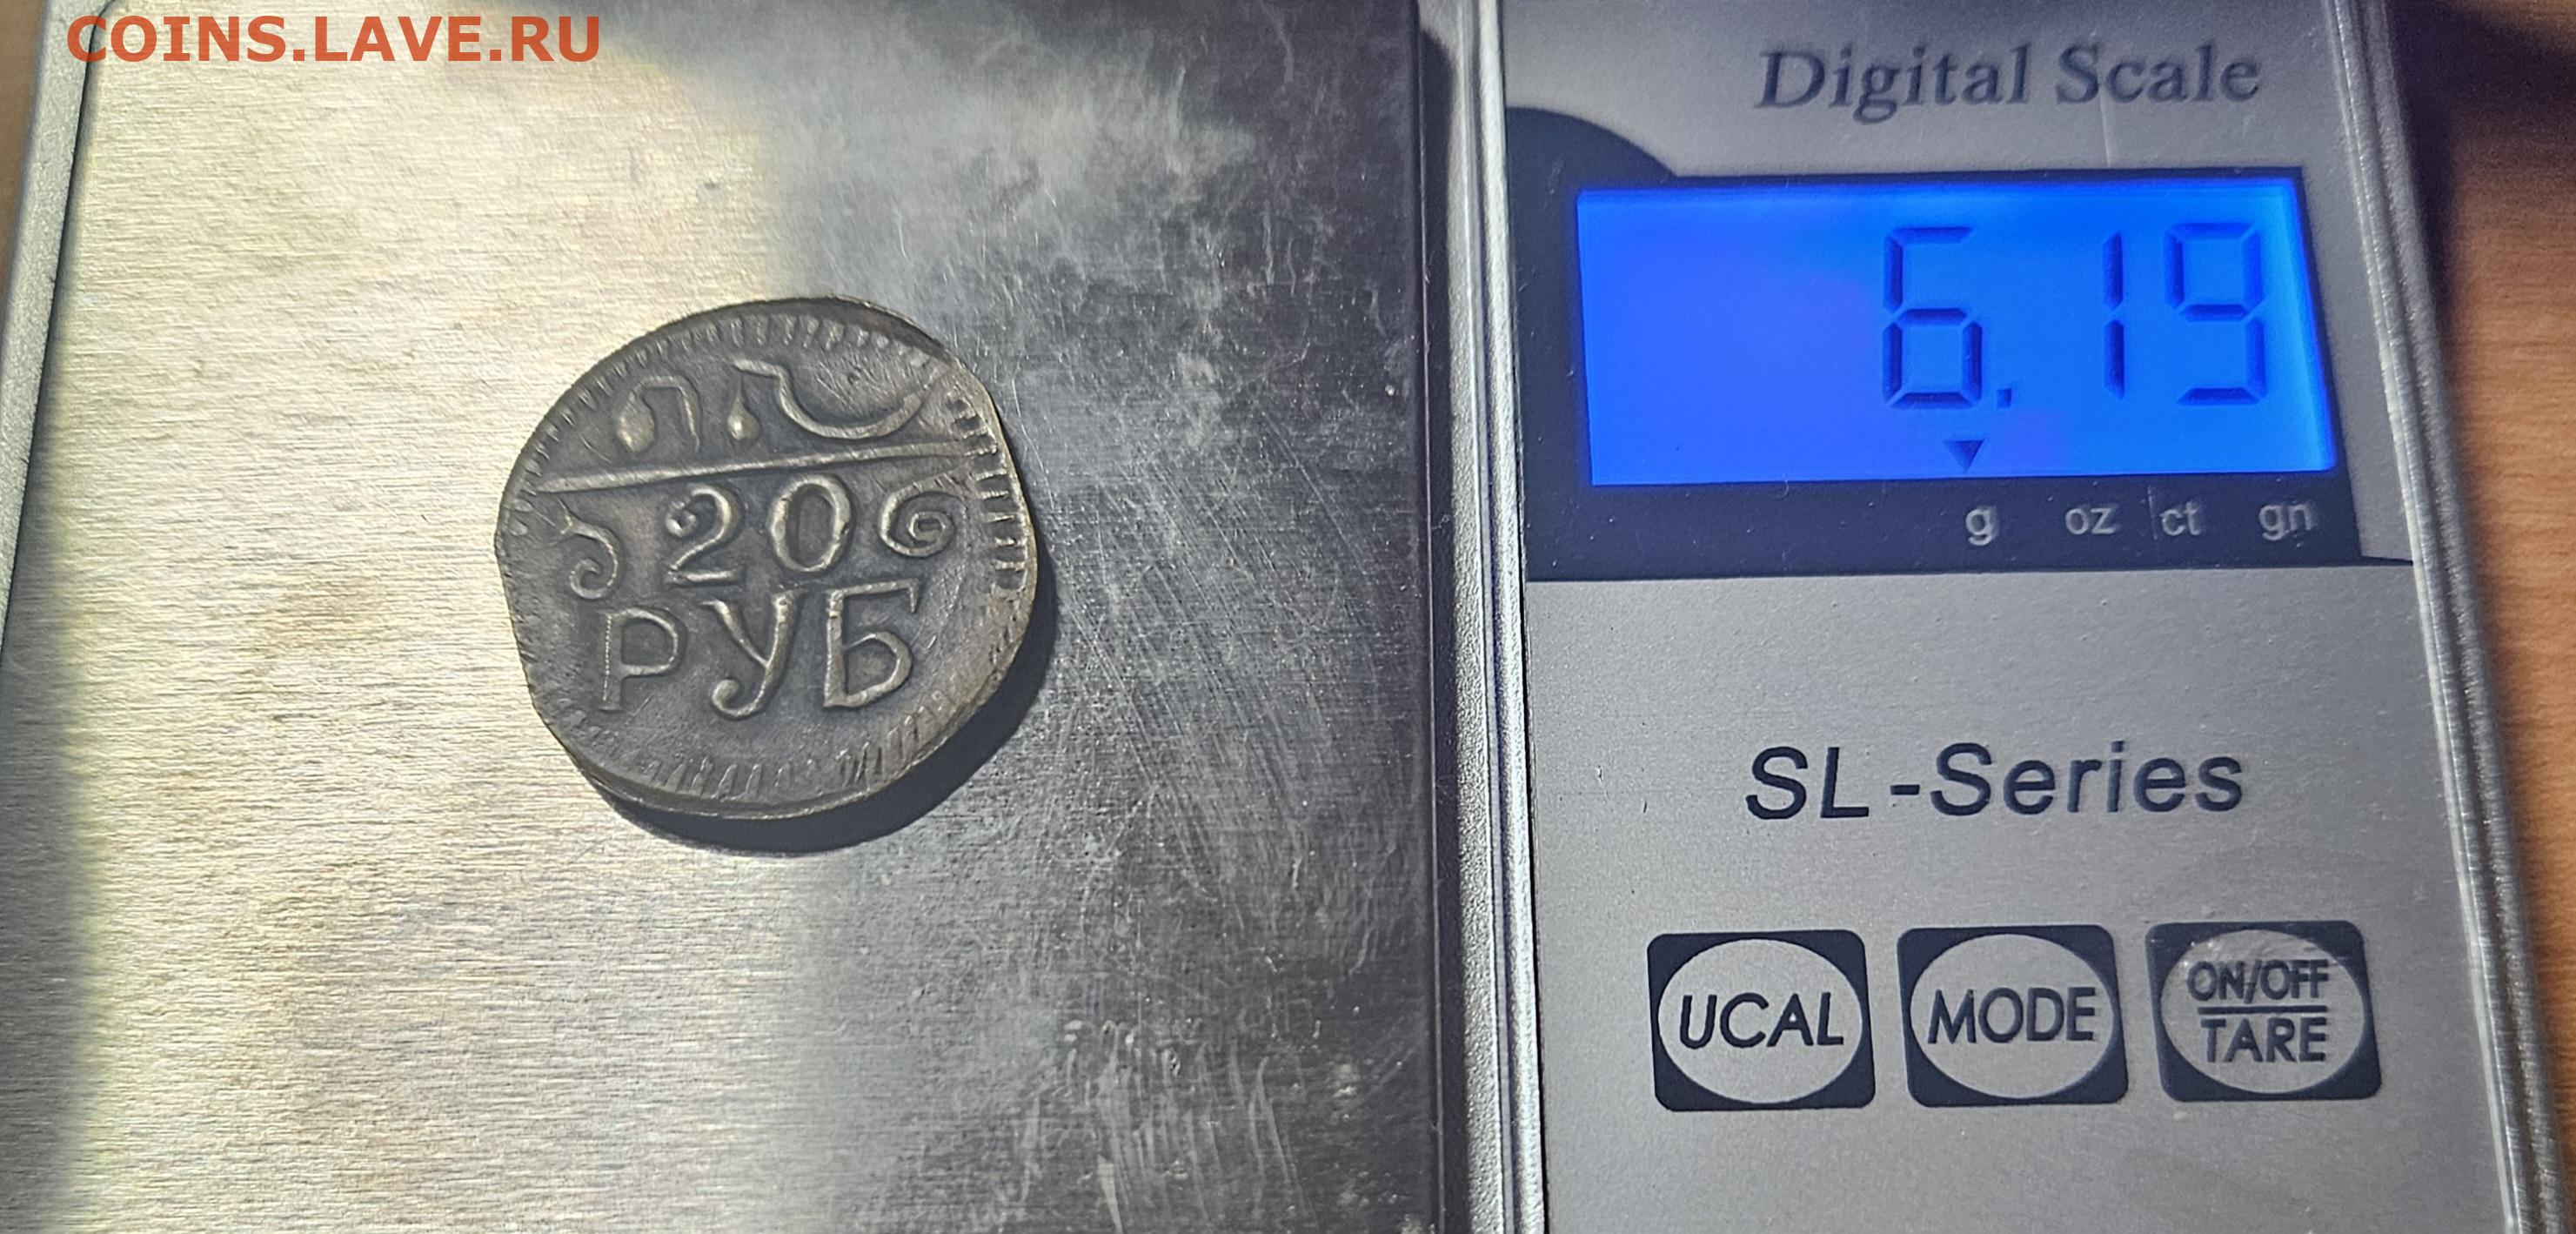 COINS.LAVE.RU
Digital Scale
6.19
g oz ct gn
20
РУБ
SL-Series
UCAL MODE ON/OFF
TARE